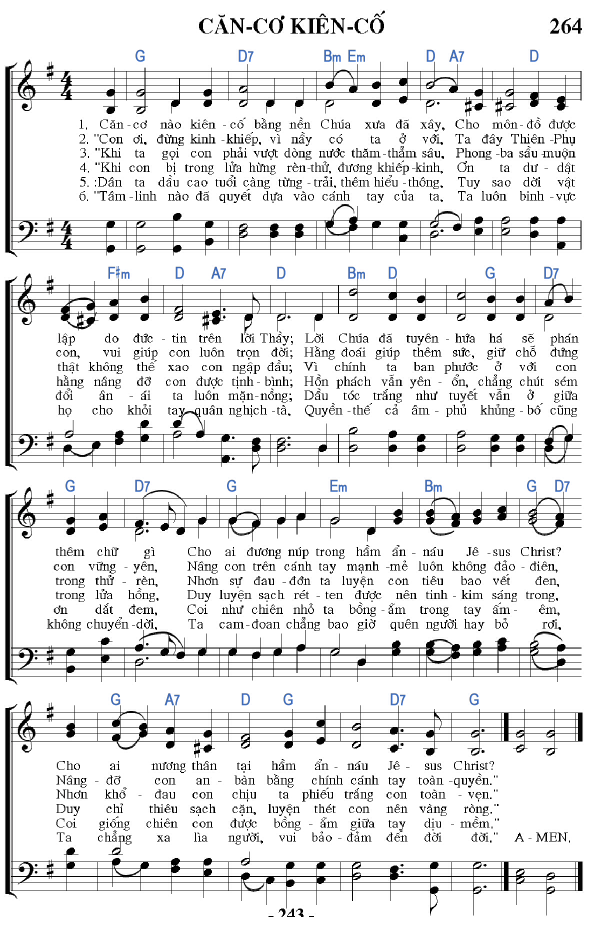 CĂN-CƠ KIÊN-CỐ 264
G D7 Bm Em D A7 D
1. Căn-cơ nào kiên-cố bằng nền Chúa xưa đã xây, Cho môn-đồ được
2. "Con ơi, đừng kinh-khiếp, vì nầy có ta ở với, Ta đây Thiên-Phụ
3. "Khi ta gọi con phải vượt dòng nước thăm-thẳm sâu, Phong-ba sầu muộn
4. "Khi con bị trong lửa hừng rèn-thử, đương khiếp-kinh, Ơn ta dư-dật
5. :Dần ta dầu cao tuổi càng từng-trải, thêm hiểu-thông, Tuy sao dời vật
6. "Tâm-linh nào đã quyết dựa vào cánh tay của ta, Ta luôn binh-vực
F#m D A7 D Bm D G D7
lập do đức-tin trên lời Thầy; Lời Chúa đã tuyên-hứa há sẽ phán
con, vui giúp con luôn trọn đời; Hằng đoái giúp thêm sức, giữ chỗ đứng
thật không thể xao con ngập đầu; Vì chính ta ban phước ở với con
hằng nâng đỡ con được tịnh-bình; Hồn phách vẫn yên-ổn, chẳng chút sém
đổi ân-ái ta luôn mặn-nồng; Dầu tóc trắng như tuyết vẫn ở giữa
họ cho khỏi tay quân nghịch-tà, Quyền-thế cả âm-phủ khủng-bố cũng
G D7 G Em Bm G D7
thêm chữ gì Cho ai đương núp trong hầm ẩn-náu Jê-sus Christ?
con vững-yên, Nâng con trên cánh tay mạnh-mẽ luôn không đảo-điên,
trong thử-rèn, Nhơn sự đau-đớn ta luyện con tiêu bao vết đen,
trong lửa hồng, Duy luyện sạch rét-ten được nên tinh-kim sáng trong,
ơn dắt đem, Coi như chiên nhỏ ta bồng-ẵm trong tay ấm-êm,
không chuyển-dời, Ta cam-đoan chẳng bao giờ quên người hay bỏ rơi,
G A7 D G D7 G
Cho ai nương thân tại hầm ẩn-náu Jê-sus Christ?
Nâng-đỡ con an-bàn bằng chính cánh tay toàn-quyền."
Nhơn khổ-đau con chịu ta phiếu trắng con toàn-vẹn."
Duy chỉ thiêu sạch cặn, luyện thét con nên vàng ròng."
Coi giống chiên con được bồng-ẵm giữa tay dịu-mềm."
Ta chẳng xa lìa người, vui bảo-đảm đến đời đời." A-MEN.
- 243 -